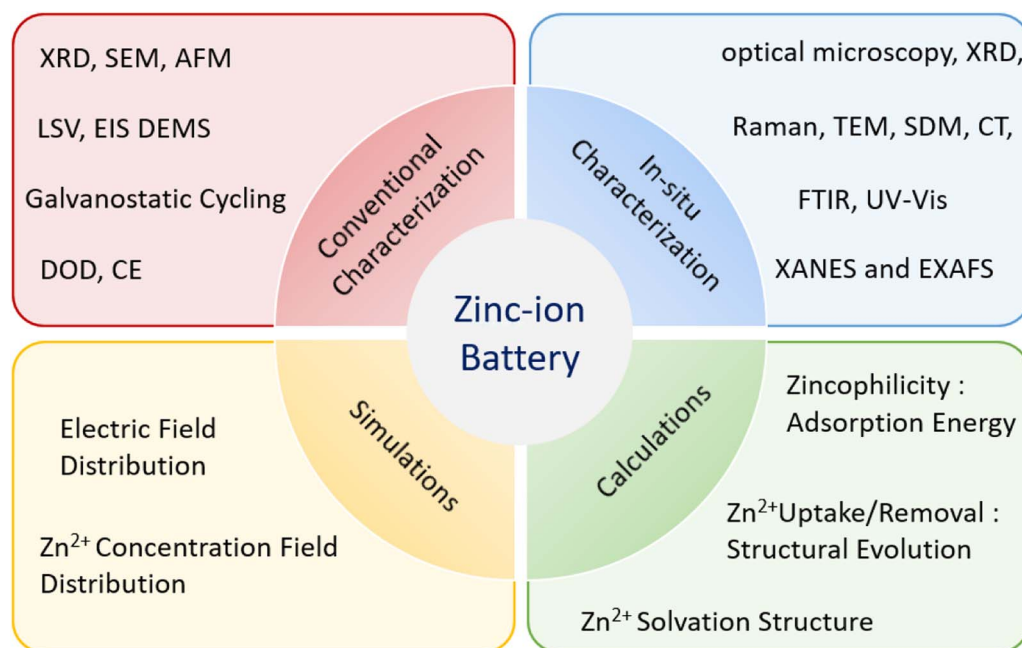 XRD, SEM, AFM
LSV, EIS DEMS
Galvanostatic Cycling
DOD, CE
Conventional
Characterization
optical microscopy, XRD,
Raman, TEM, SDM, CT,
FTIR, UV-Vis
XANES and EXAFS
In-situ
Characterization
Zinc-ion
Battery
Electric Field
Distribution
Zn²⁺ Concentration Field
Distribution
Simulations
Calculations
Zincophilicity :
Adsorption Energy
Zn²⁺Uptake/Removal :
Structural Evolution
Zn²⁺ Solvation Structure